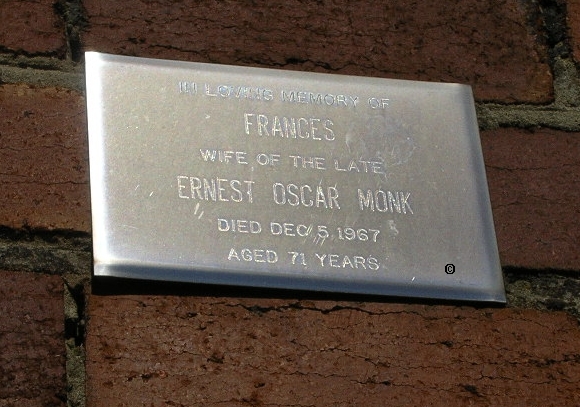 IN LOVING MEMORY OF
FRANCES
WIFE OF THE LATE
ERNEST OSCAR MONK
DIED DEC 5, 1967
AGED 71 YEARS
©